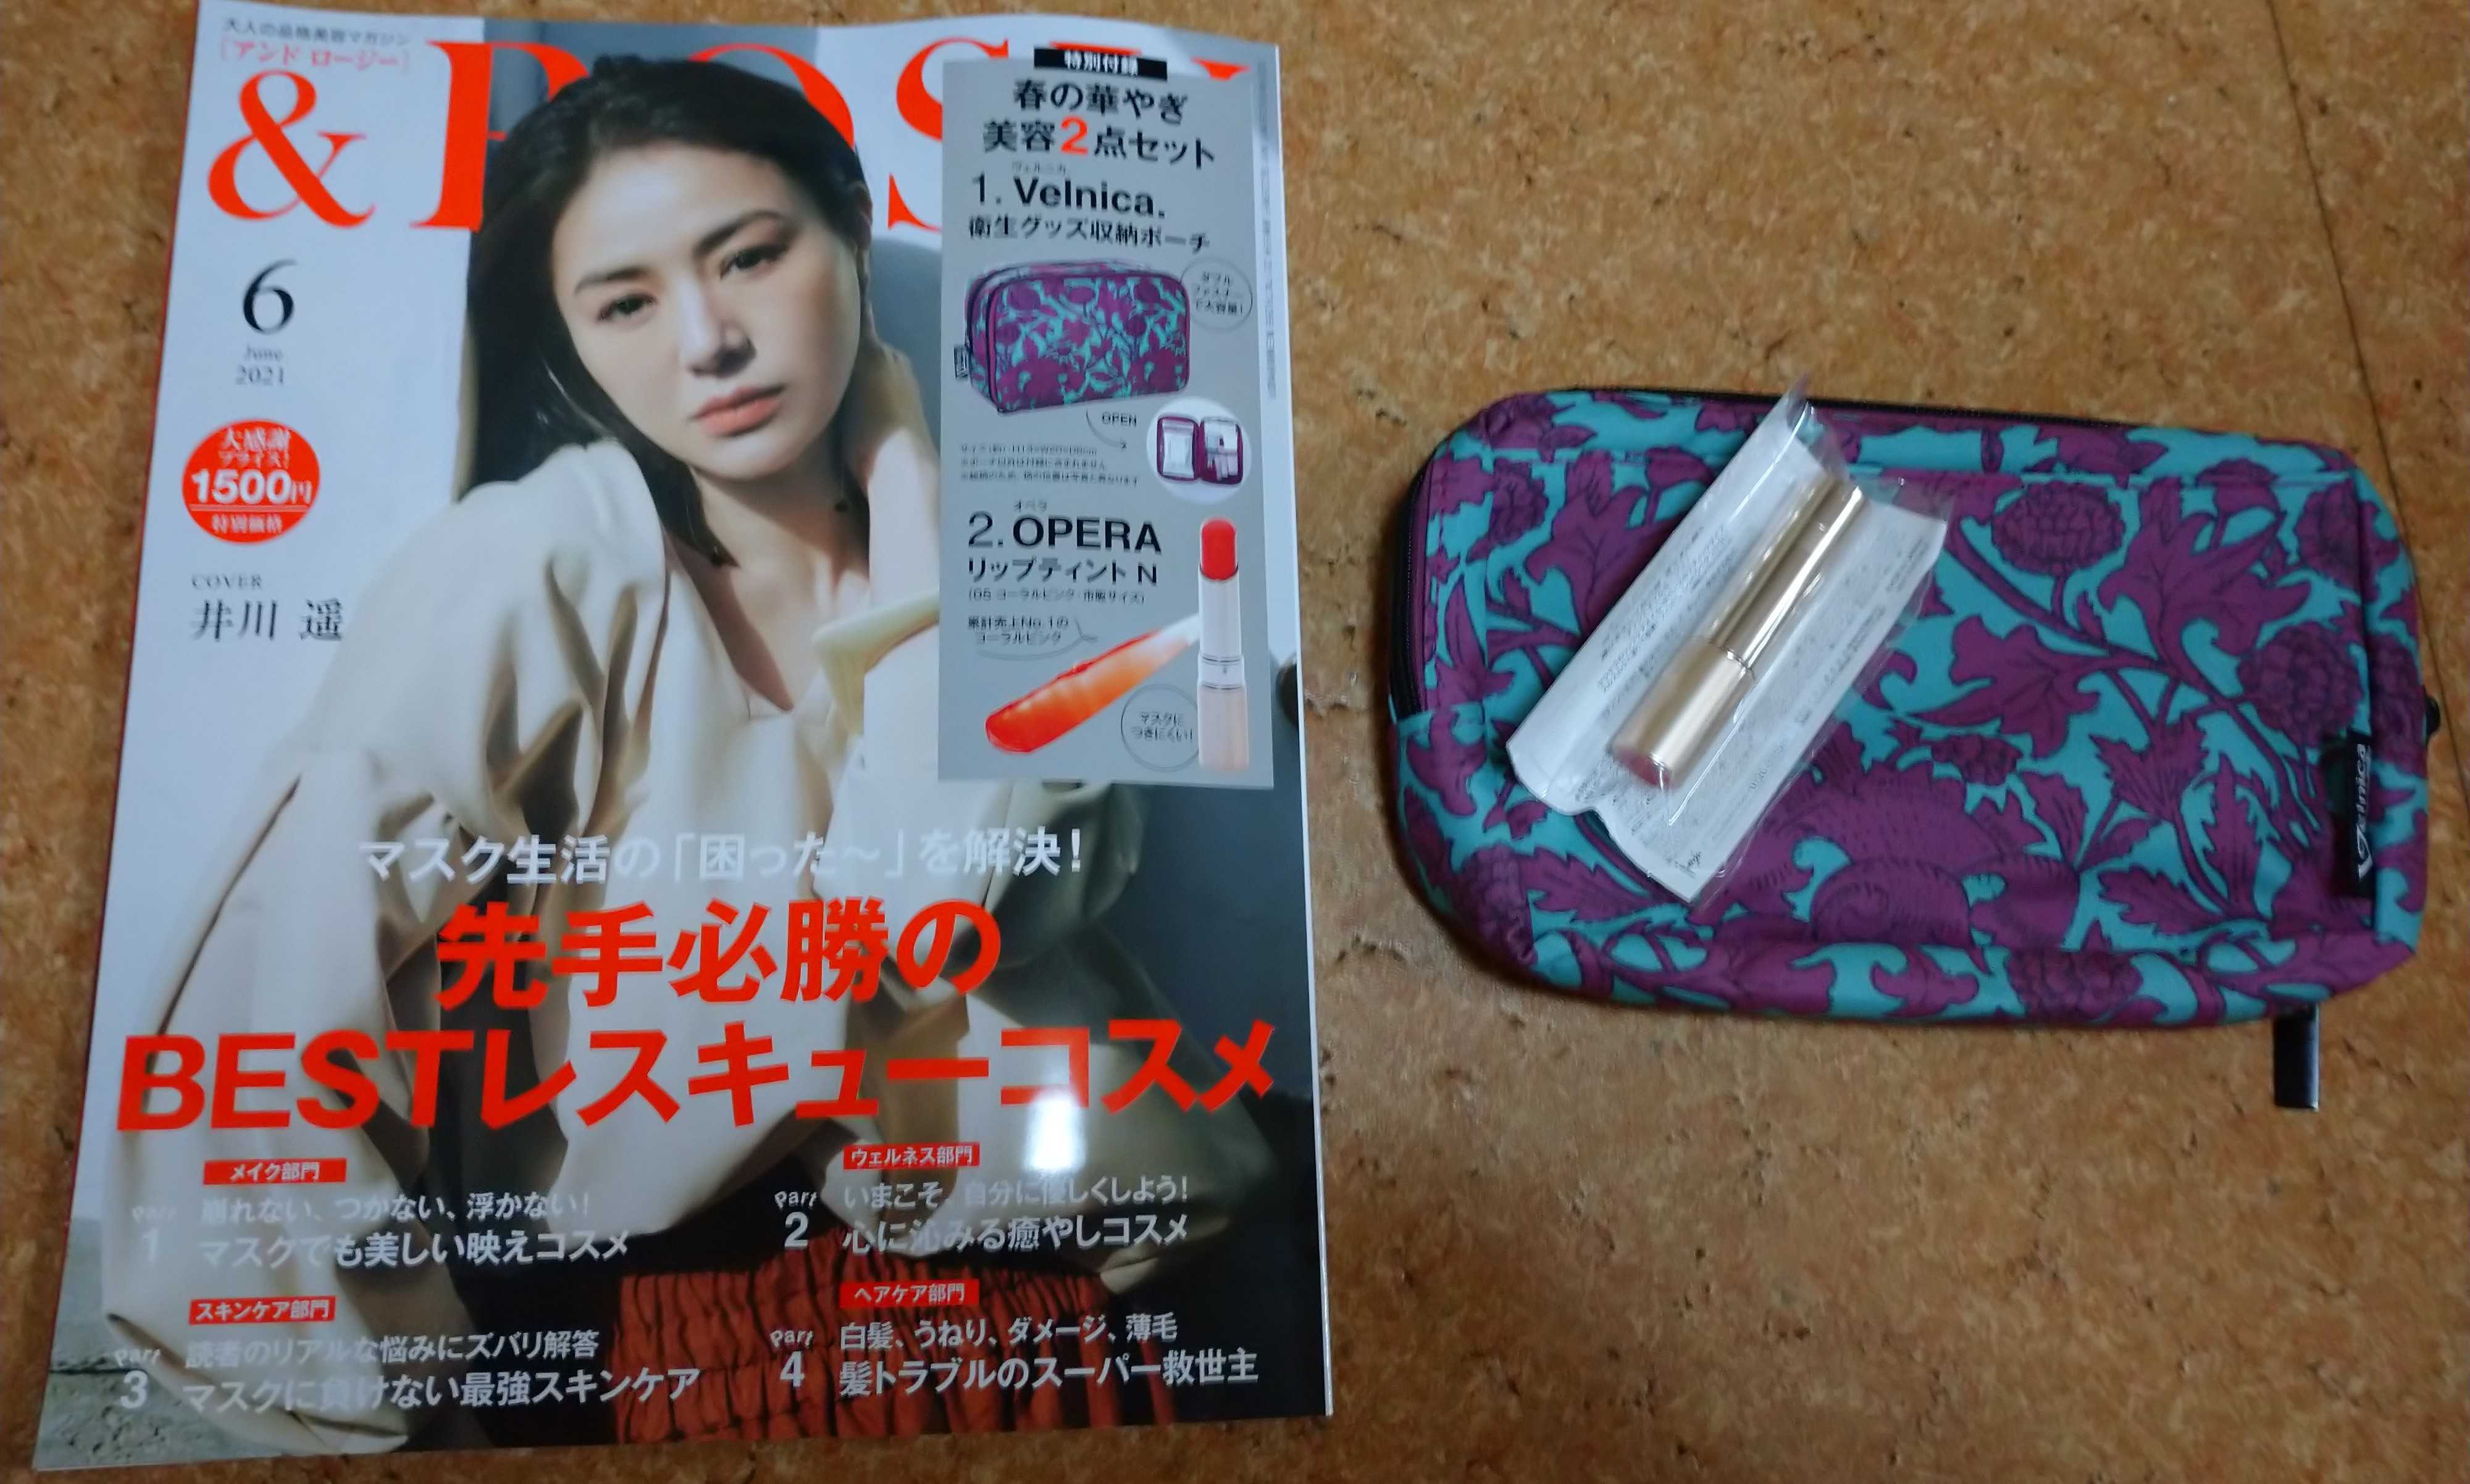 大人の品格美容マガジン
[アンド ロージー]
& ROSY
6
June
2021
大感謝
プライス!
1500円
特別価格
COVER
井川 遥
特別付録
春の華やぎ
美容2点セット
ヴェルニカ
1. Velnica.
衛生グッズ収納ポーチ
ダブル
ファスナー
で大容量!
OPEN
オペラ
2. OPERA
リップティント N
(05 コーラルピンク・市販サイズ)
累計売上No.1の
コーラルピンク
マスクに
つきにくい!
マスク生活の「困った〜」を解決!
先手必勝の
BESTレスキューコスメ
メイク部門
Part 1
崩れない、つかない、浮かない!
マスクでも美しい映えコスメ
ウェルネス部門
Part 2
いまこそ、自分に優しくしよう!
心に沁みる癒やしコスメ
スキンケア部門
Part 3
読者のリアルな悩みにズバリ解答
マスクに負けない最強スキンケア
ヘアケア部門
Part 4
白髪、うねり、ダメージ、薄毛
髪トラブルのスーパー救世主
Velnica